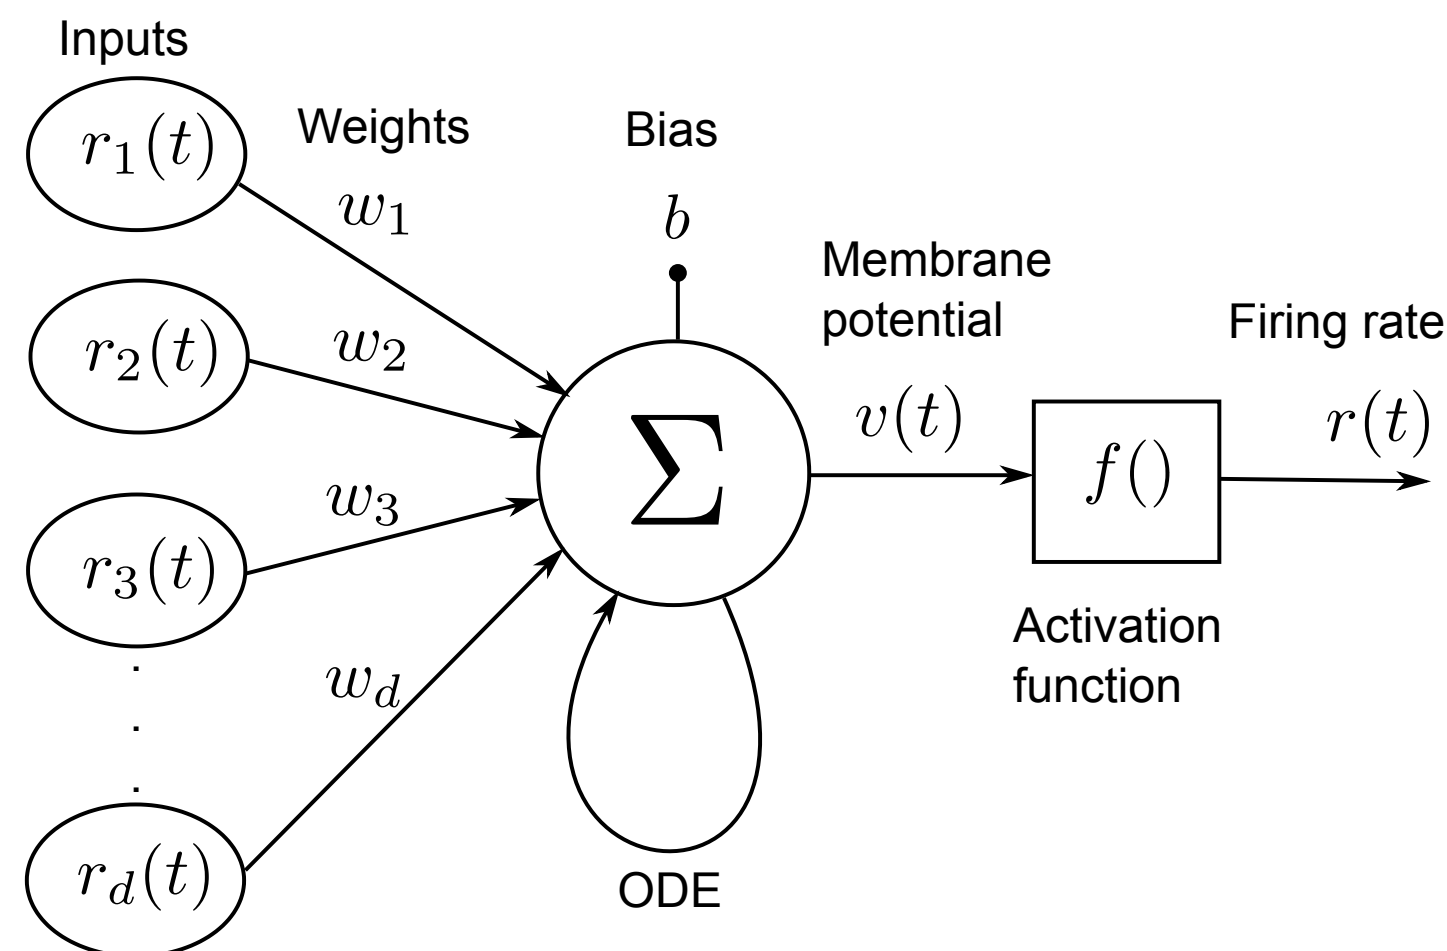 Inputs
r_1(t)
Weights
w_1
Bias
b
r_2(t)
w_2
Membrane
potential
v(t)
Σ
f()
Firing rate
r(t)
r_3(t)
w_3
Activation
function
.
.
.
w_d
r_d(t)
ODE